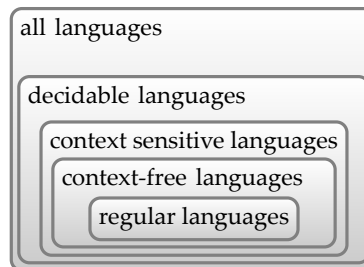 all languages
decidable languages
context sensitive languages
context-free languages
regular languages